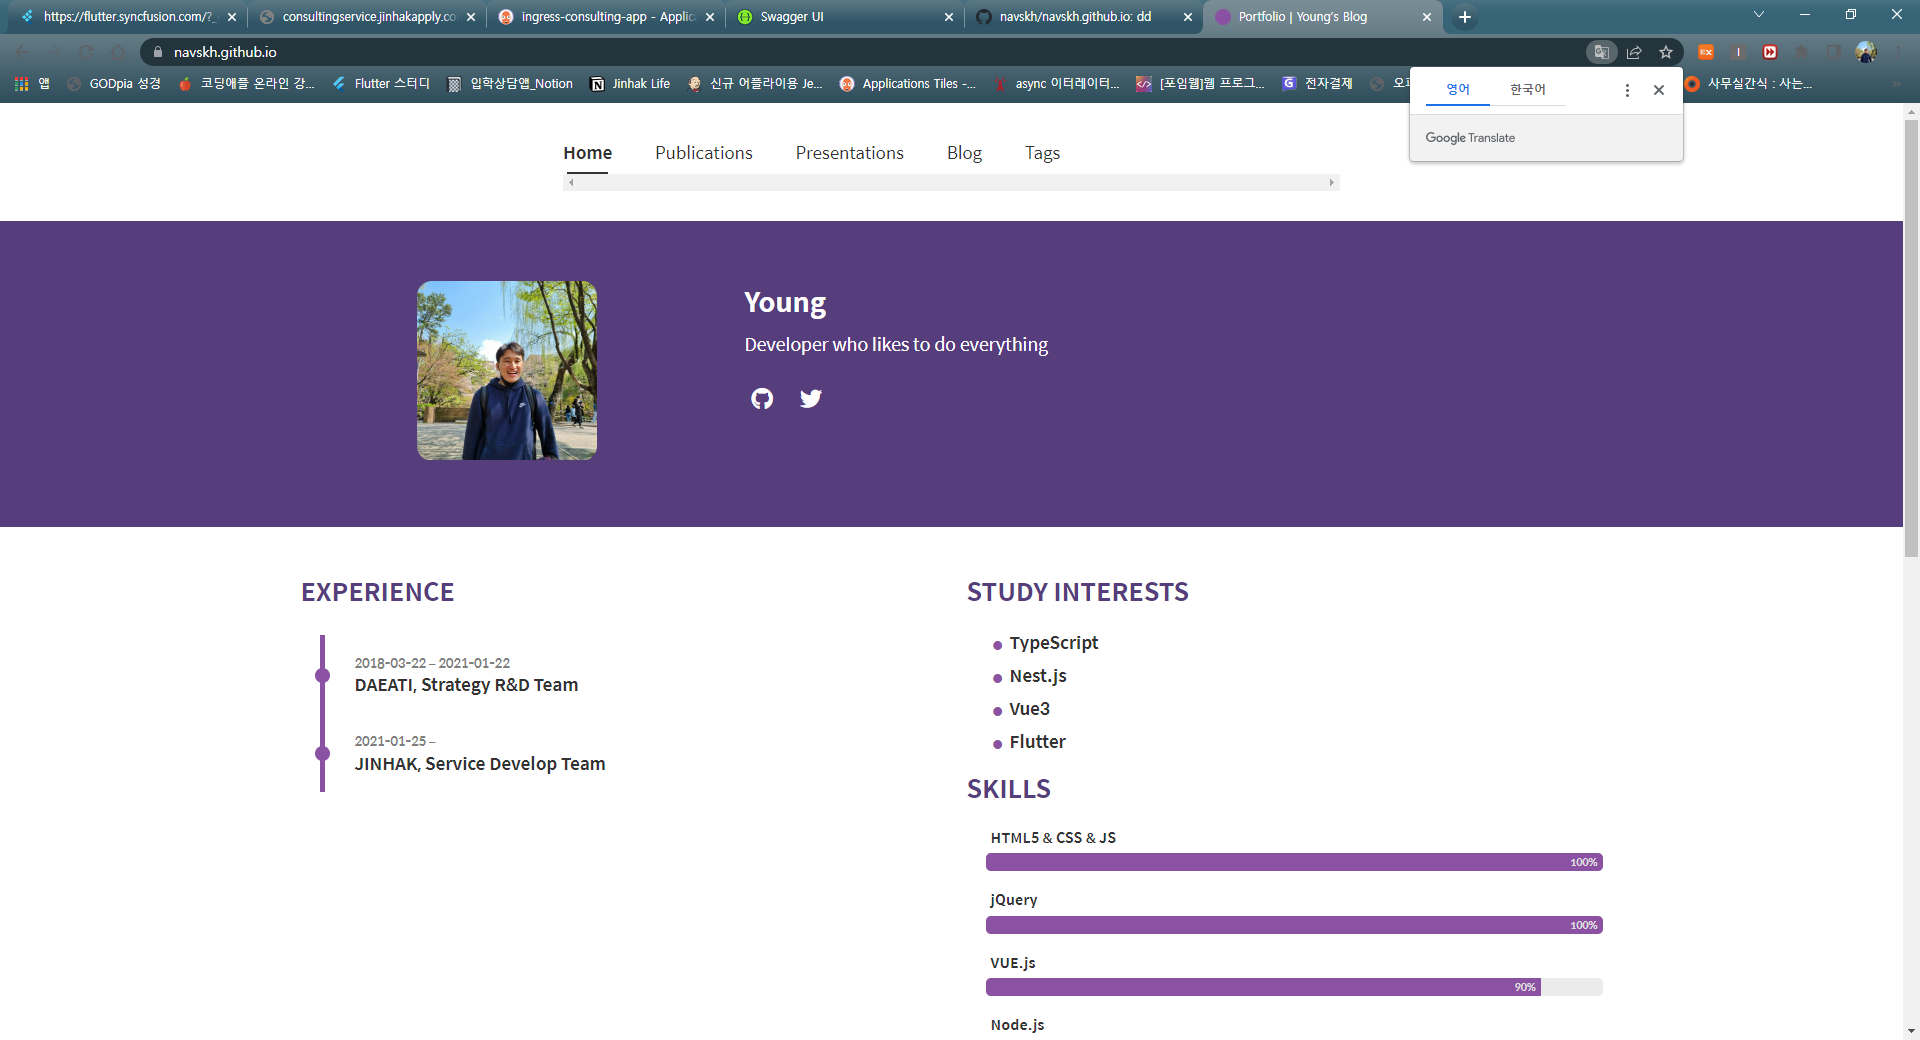 https://flutter.syncfusion.com/?_
consultingservice.jinhakapply.co
ingress-consulting-app - Applic
Swagger UI
navskh/navskh.github.io: dd
Portfolio | Young's Blog
navskh.github.io
앱
GODpia 성경
코딩애플 온라인 강...
Flutter 스터디
입학상담앱_Notion
Jinhak Life
신규 어플라이용 Je...
Applications Tiles -...
async 이터레이터...
[포임웹]웹 프로그...
전자결제
사무실간식 : 사는...
영어 한국어
Google Translate
Home Publications Presentations Blog Tags
Young
Developer who likes to do everything
EXPERIENCE
2018-03-22 – 2021-01-22
DAEATI, Strategy R&D Team
2021-01-25 –
JINHAK, Service Develop Team
STUDY INTERESTS
TypeScript
Nest.js
Vue3
Flutter
SKILLS
HTML5 & CSS & JS
100%
jQuery
100%
VUE.js
90%
Node.js